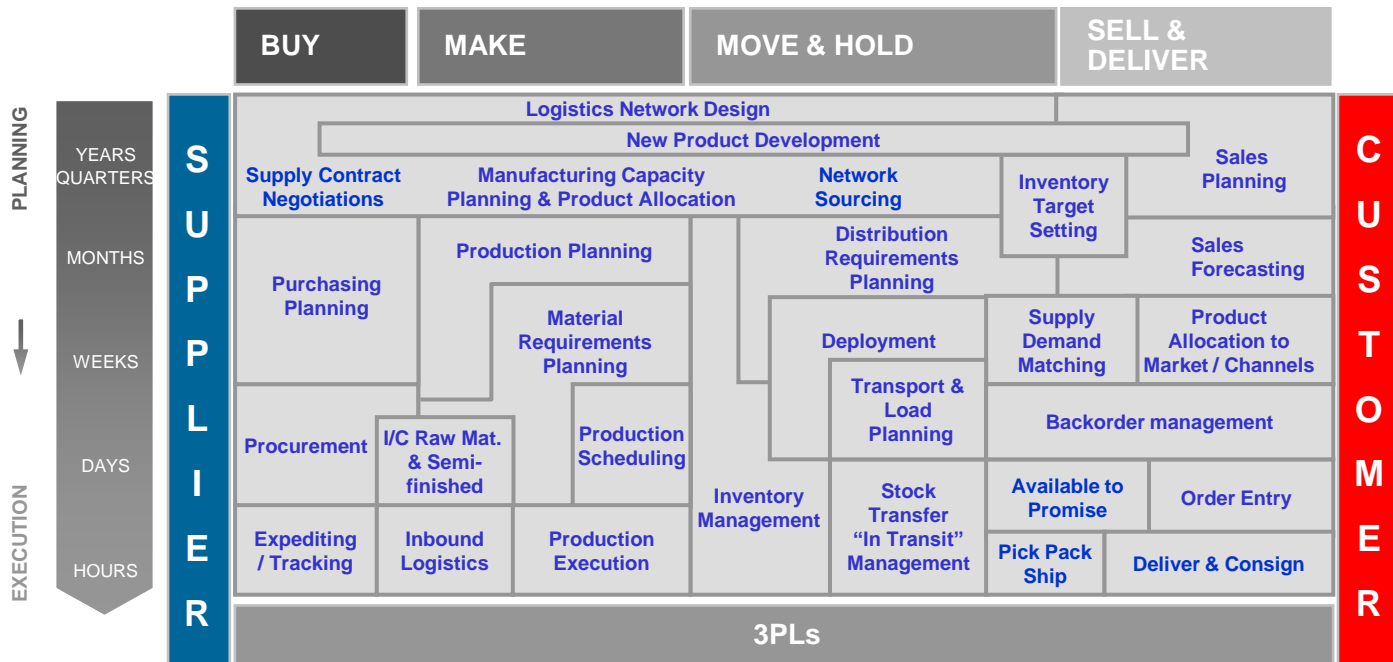 BUY
MAKE
MOVE & HOLD
SELL &
DELIVER
PLANNING
EXECUTION
YEARS
QUARTERS
MONTHS
WEEKS
DAYS
HOURS
SUPPLIER
Logistics Network Design
New Product Development
Supply Contract
Negotiations
Manufacturing Capacity
Planning & Product Allocation
Network
Sourcing
Inventory
Target
Setting
Sales
Planning
Purchasing
Planning
Production Planning
Distribution
Requirements
Planning
Sales
Forecasting
Material
Requirements
Planning
Deployment
Supply
Demand
Matching
Product
Allocation to
Market / Channels
Transport &
Load
Planning
Backorder management
Procurement
I/C Raw Mat.
& Semi-
finished
Production
Scheduling
Inventory
Management
Stock
Transfer
“In Transit”
Management
Available to
Promise
Order Entry
Expediting
/ Tracking
Inbound
Logistics
Production
Execution
Pick Pack
Ship
Deliver & Consign
CUSTOMER
3PLs